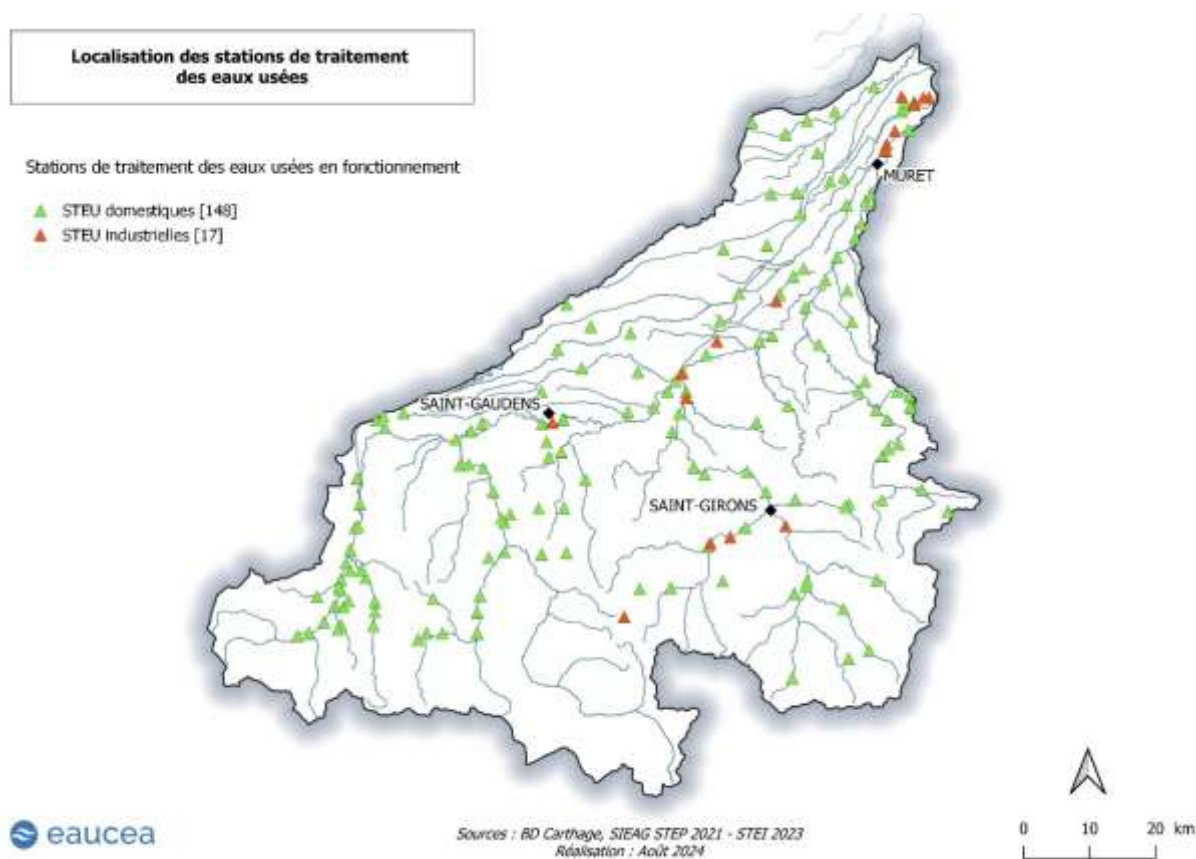 Localisation des stations de traitement
des eaux usées
Stations de traitement des eaux usées en fonctionnement
STEU domestiques [148]
STEU industrielles [17]
MURET
SAINT-GAUDENS
SAINT-GIRONS
eaucea
Sources : BD Carthage, SIEAG STEP 2021 - STEI 2023
Réalisation : Août 2024
0 10 20 km